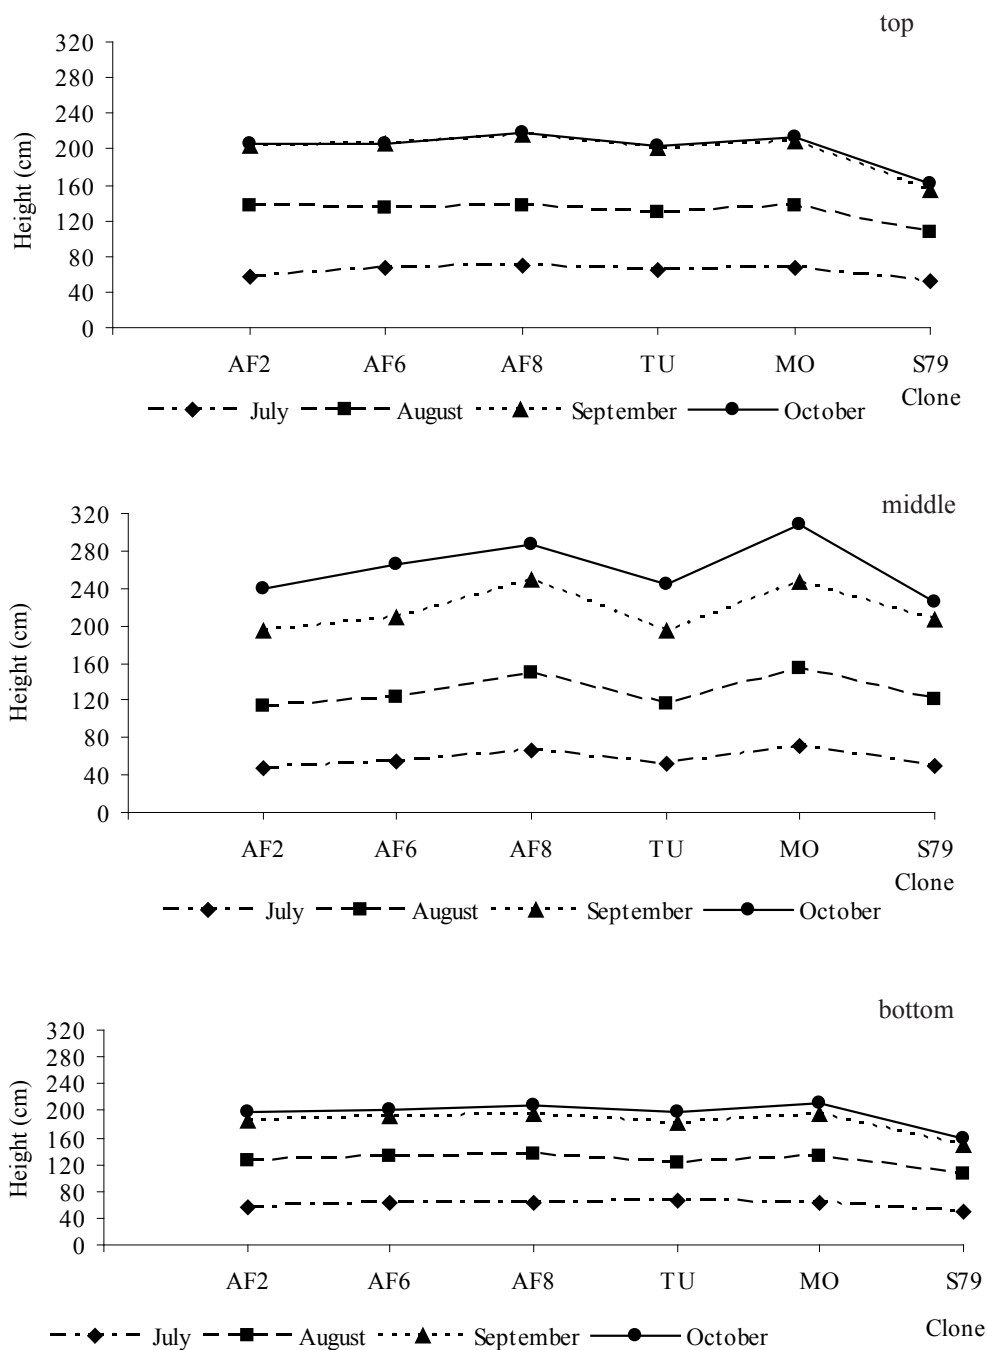 top
320
280
240
200
160
120
80
40
0
Height (cm)
AF2 AF6 AF8 TU MO S79
Clone
July August September October
middle
320
280
240
200
160
120
80
40
0
Height (cm)
AF2 AF6 AF8 TU MO S79
Clone
July August September October
bottom
320
280
240
200
160
120
80
40
0
Height (cm)
AF2 AF6 AF8 TU MO S79
Clone
July August September October